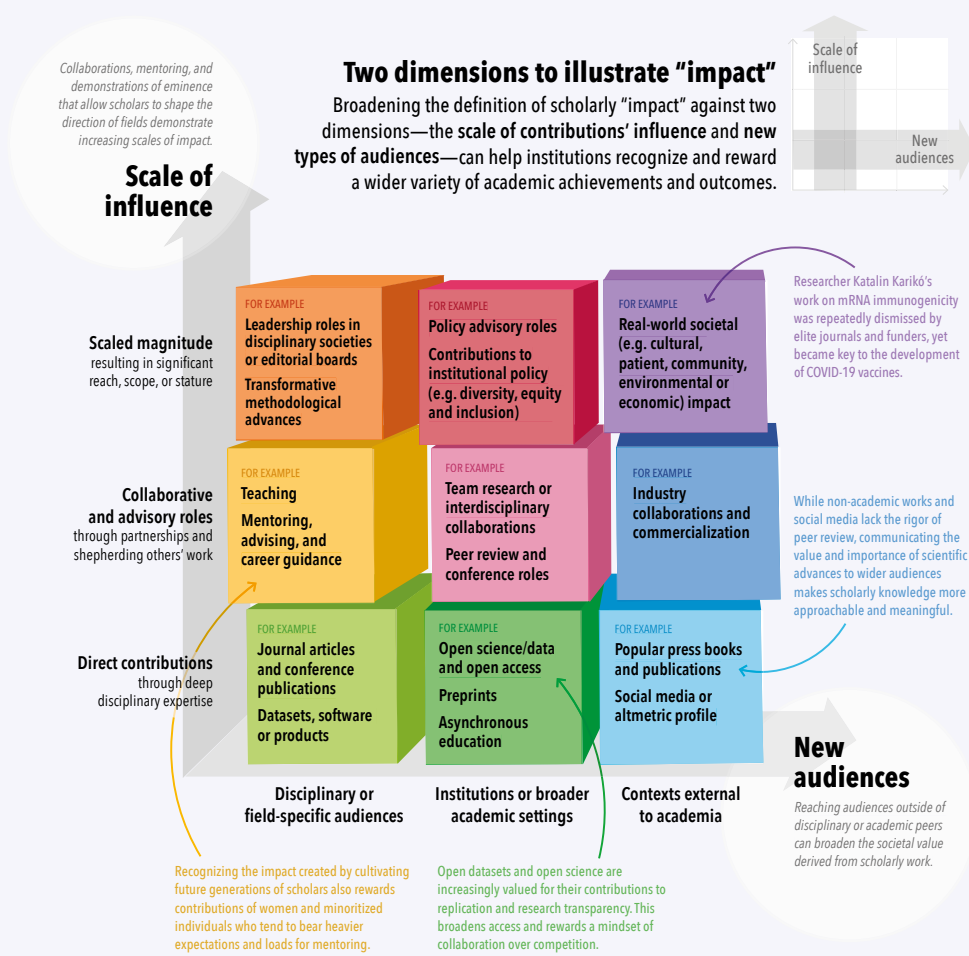 Collaborations, mentoring, and
demonstrations of eminence
that allow scholars to shape the
direction of fields demonstrate
increasing scales of impact.
Scale of
influence
Two dimensions to illustrate “impact”
Broadening the definition of scholarly “impact” against two
dimensions—the scale of contributions’ influence and new
types of audiences—can help institutions recognize and reward
a wider variety of academic achievements and outcomes.
Scale of
influence
New
audiences
Scaled magnitude
resulting in significant
reach, scope, or stature
FOR EXAMPLE
Leadership roles in
disciplinary societies
or editorial boards
Transformative
methodological
advances
FOR EXAMPLE
Policy advisory roles
Contributions to
institutional policy
(e.g. diversity, equity
and inclusion)
FOR EXAMPLE
Real-world societal
(e.g. cultural,
patient, community,
environmental or
economic) impact
Researcher Katalin Karikó’s
work on mRNA immunogenicity
was repeatedly dismissed by
elite journals and funders, yet
became key to the development
of COVID-19 vaccines.
Collaborative
and advisory roles
through partnerships and
shepherding others’ work
FOR EXAMPLE
Teaching
Mentoring,
advising, and
career guidance
FOR EXAMPLE
Team research or
interdisciplinary
collaborations
Peer review and
conference roles
FOR EXAMPLE
Industry
collaborations and
commercialization
While non-academic works and
social media lack the rigor of
peer review, communicating the
value and importance of scientific
advances to wider audiences
makes scholarly knowledge more
approachable and meaningful.
Direct contributions
through deep
disciplinary expertise
FOR EXAMPLE
Journal articles
and conference
publications
Datasets, software
or products
FOR EXAMPLE
Open science/data
and open access
Preprints
Asynchronous
education
FOR EXAMPLE
Popular press books
and publications
Social media or
altmetric profile
New
audiences
Reaching audiences outside of
disciplinary or academic peers
can broaden the societal value
derived from scholarly work.
Disciplinary or
field-specific audiences
Institutions or broader
academic settings
Contexts external
to academia
Recognizing the impact created by cultivating
future generations of scholars also rewards
contributions of women and minoritized
individuals who tend to bear heavier
expectations and loads for mentoring.
Open datasets and open science are
increasingly valued for their contributions to
replication and research transparency. This
broadens access and rewards a mindset of
collaboration over competition.